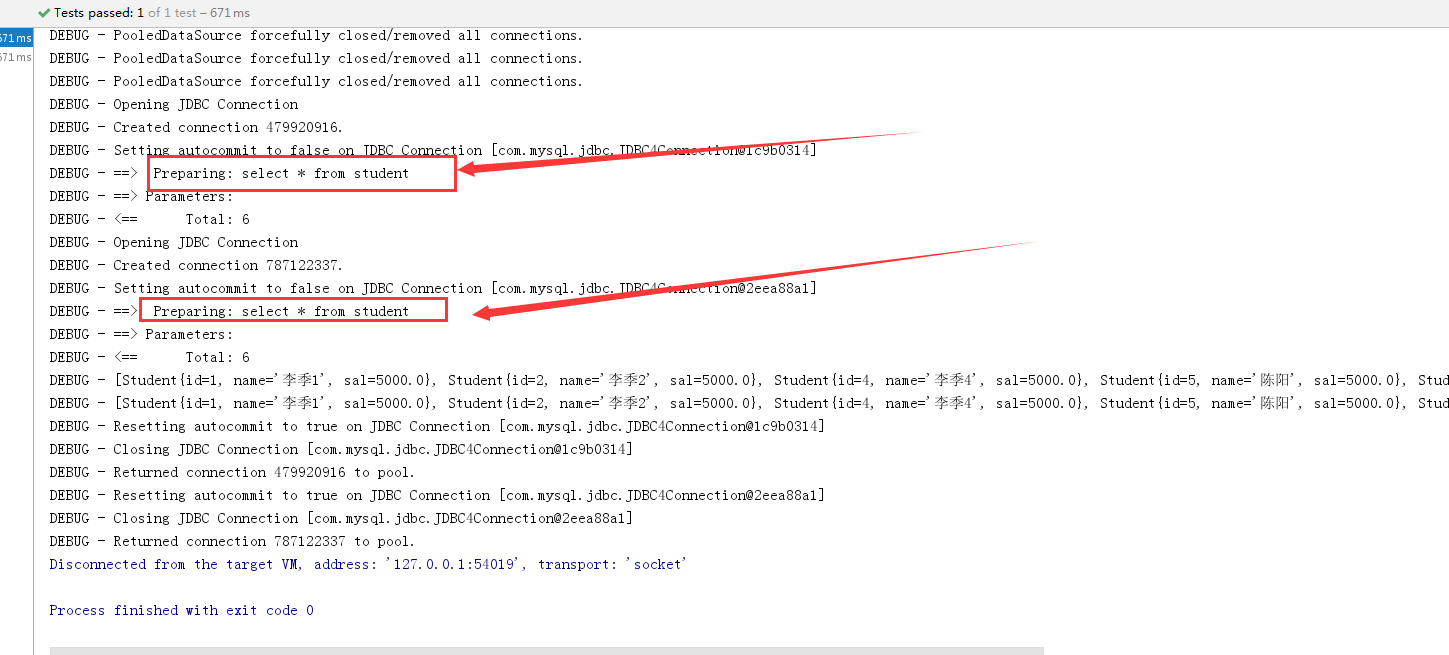 Tests passed: 1 of 1 test – 671 ms
671 ms
671 ms
DEBUG - PooledDataSource forcefully closed/removed all connections.
DEBUG - PooledDataSource forcefully closed/removed all connections.
DEBUG - PooledDataSource forcefully closed/removed all connections.
DEBUG - Opening JDBC Connection
DEBUG - Created connection 479920916.
DEBUG - Setting autocommit to false on JDBC Connection [com.mysql.jdbc.JDBC4Connection@1c9b0314]
DEBUG - ==>  Preparing: select * from student
DEBUG - ==> Parameters:
DEBUG - <==      Total: 6
DEBUG - Opening JDBC Connection
DEBUG - Created connection 787122337.
DEBUG - Setting autocommit to false on JDBC Connection [com.mysql.jdbc.JDBC4Connection@2eea88a1]
DEBUG - ==>  Preparing: select * from student
DEBUG - ==> Parameters:
DEBUG - <==      Total: 6
DEBUG - [Student{id=1, name='李季1', sal=5000.0}, Student{id=2, name='李季2', sal=5000.0}, Student{id=4, name='李季4', sal=5000.0}, Student{id=5, name='陈阳', sal=5000.0}, Stud
DEBUG - [Student{id=1, name='李季1', sal=5000.0}, Student{id=2, name='李季2', sal=5000.0}, Student{id=4, name='李季4', sal=5000.0}, Student{id=5, name='陈阳', sal=5000.0}, Stud
DEBUG - Resetting autocommit to true on JDBC Connection [com.mysql.jdbc.JDBC4Connection@1c9b0314]
DEBUG - Closing JDBC Connection [com.mysql.jdbc.JDBC4Connection@1c9b0314]
DEBUG - Returned connection 479920916 to pool.
DEBUG - Resetting autocommit to true on JDBC Connection [com.mysql.jdbc.JDBC4Connection@2eea88a1]
DEBUG - Closing JDBC Connection [com.mysql.jdbc.JDBC4Connection@2eea88a1]
DEBUG - Returned connection 787122337 to pool.
Disconnected from the target VM, address: '127.0.0.1:54019', transport: 'socket'
Process finished with exit code 0